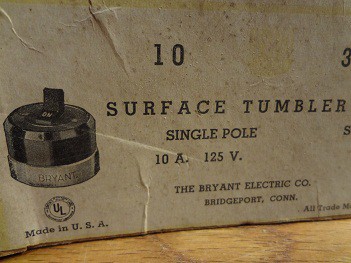 10 3
SURFACE TUMBLER
SINGLE POLE S
10 A. 125 V.
ON
BRYANT
THE BRYANT ELECTRIC CO.
BRIDGEPORT, CONN.
UL
Made in U. S. A.
All Trade M